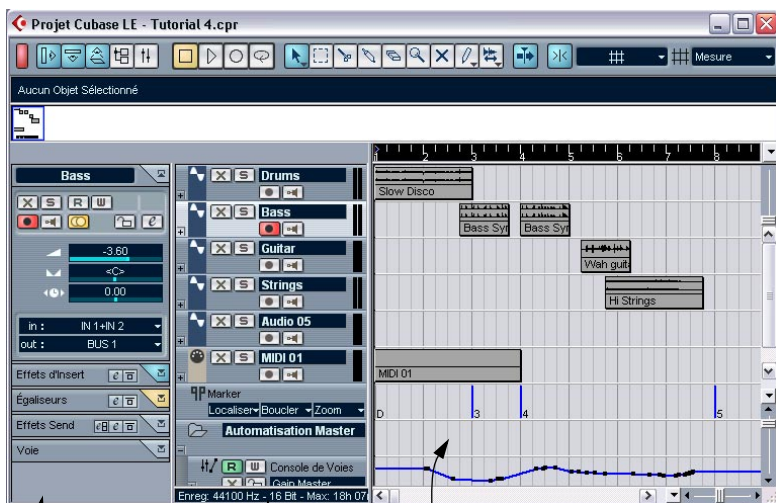 Projet Cubase LE - Tutorial 4.cpr
Mesure
Aucun Objet Sélectionné
1 2 3 4 5 6 7 8
Bass
X S R W
e
-3.60
<C>
0.00
in : IN 1+IN 2
out : BUS 1
Effets d'Insert e
Égaliseurs e
Effets Send e
Voie
X S Drums
X S Bass
X S Guitar
X S Strings
X S Audio 05
X S MIDI 01
Marker
Localiser Boucler Zoom
Automatisation Master
R W Console de Voies
X Gain Master
Enreg: 44100 Hz - 16 Bit - Max: 18h 07
Slow Disco
Bass Syn
Bass Syn
Wah guit
Hi Strings
MIDI 01
D 3 4 5